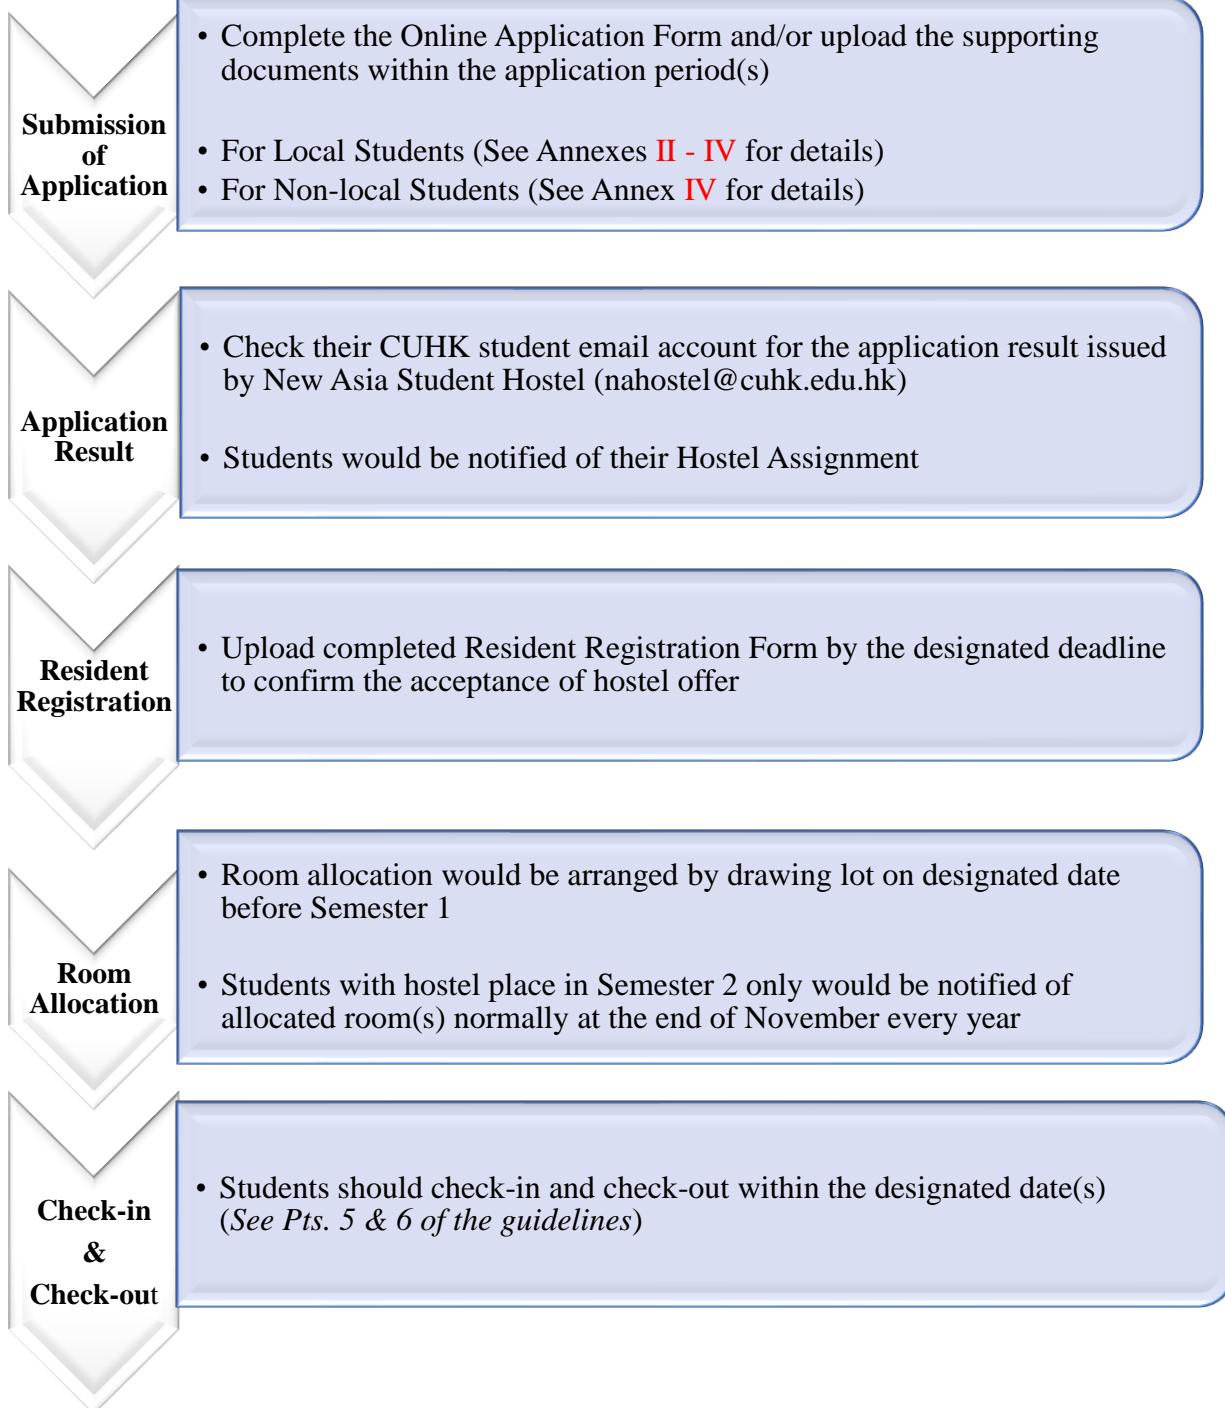 Submission
of
Application
• Complete the Online Application Form and/or upload the supporting
documents within the application period(s)
• For Local Students (See Annexes II - IV for details)
• For Non-local Students (See Annex IV for details)
Application
Result
• Check their CUHK student email account for the application result issued
by New Asia Student Hostel (nahostel@cuhk.edu.hk)
• Students would be notified of their Hostel Assignment
Resident
Registration
• Upload completed Resident Registration Form by the designated deadline
to confirm the acceptance of hostel offer
Room
Allocation
• Room allocation would be arranged by drawing lot on designated date
before Semester 1
• Students with hostel place in Semester 2 only would be notified of
allocated room(s) normally at the end of November every year
Check-in
&
Check-out
• Students should check-in and check-out within the designated date(s)
(See Pts. 5 & 6 of the guidelines)